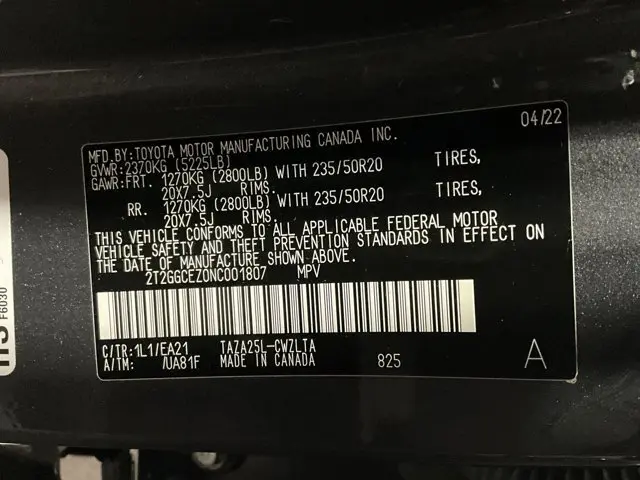 04/22
MFD.BY:TOYOTA MOTOR MANUFACTURING CANADA INC.
GVWR:2370KG (5225LB)
GAWR:FRT. 1270KG (2800LB) WITH 235/50R20 TIRES,
20X7.5J RIMS.
RR. 1270KG (2800LB) WITH 235/50R20 TIRES,
20X7.5J RIMS.
THIS VEHICLE CONFORMS TO ALL APPLICABLE FEDERAL MOTOR
VEHICLE SAFETY AND THEFT PREVENTION STANDARDS IN EFFECT ON
THE DATE OF MANUFACTURE SHOWN ABOVE.
2T2GGCEZ0NC001807 MPV
C/TR:1L1/EA21 TAZA25L-CWZLTA
A/TM: /UA81F MADE IN CANADA 825 A
F6030